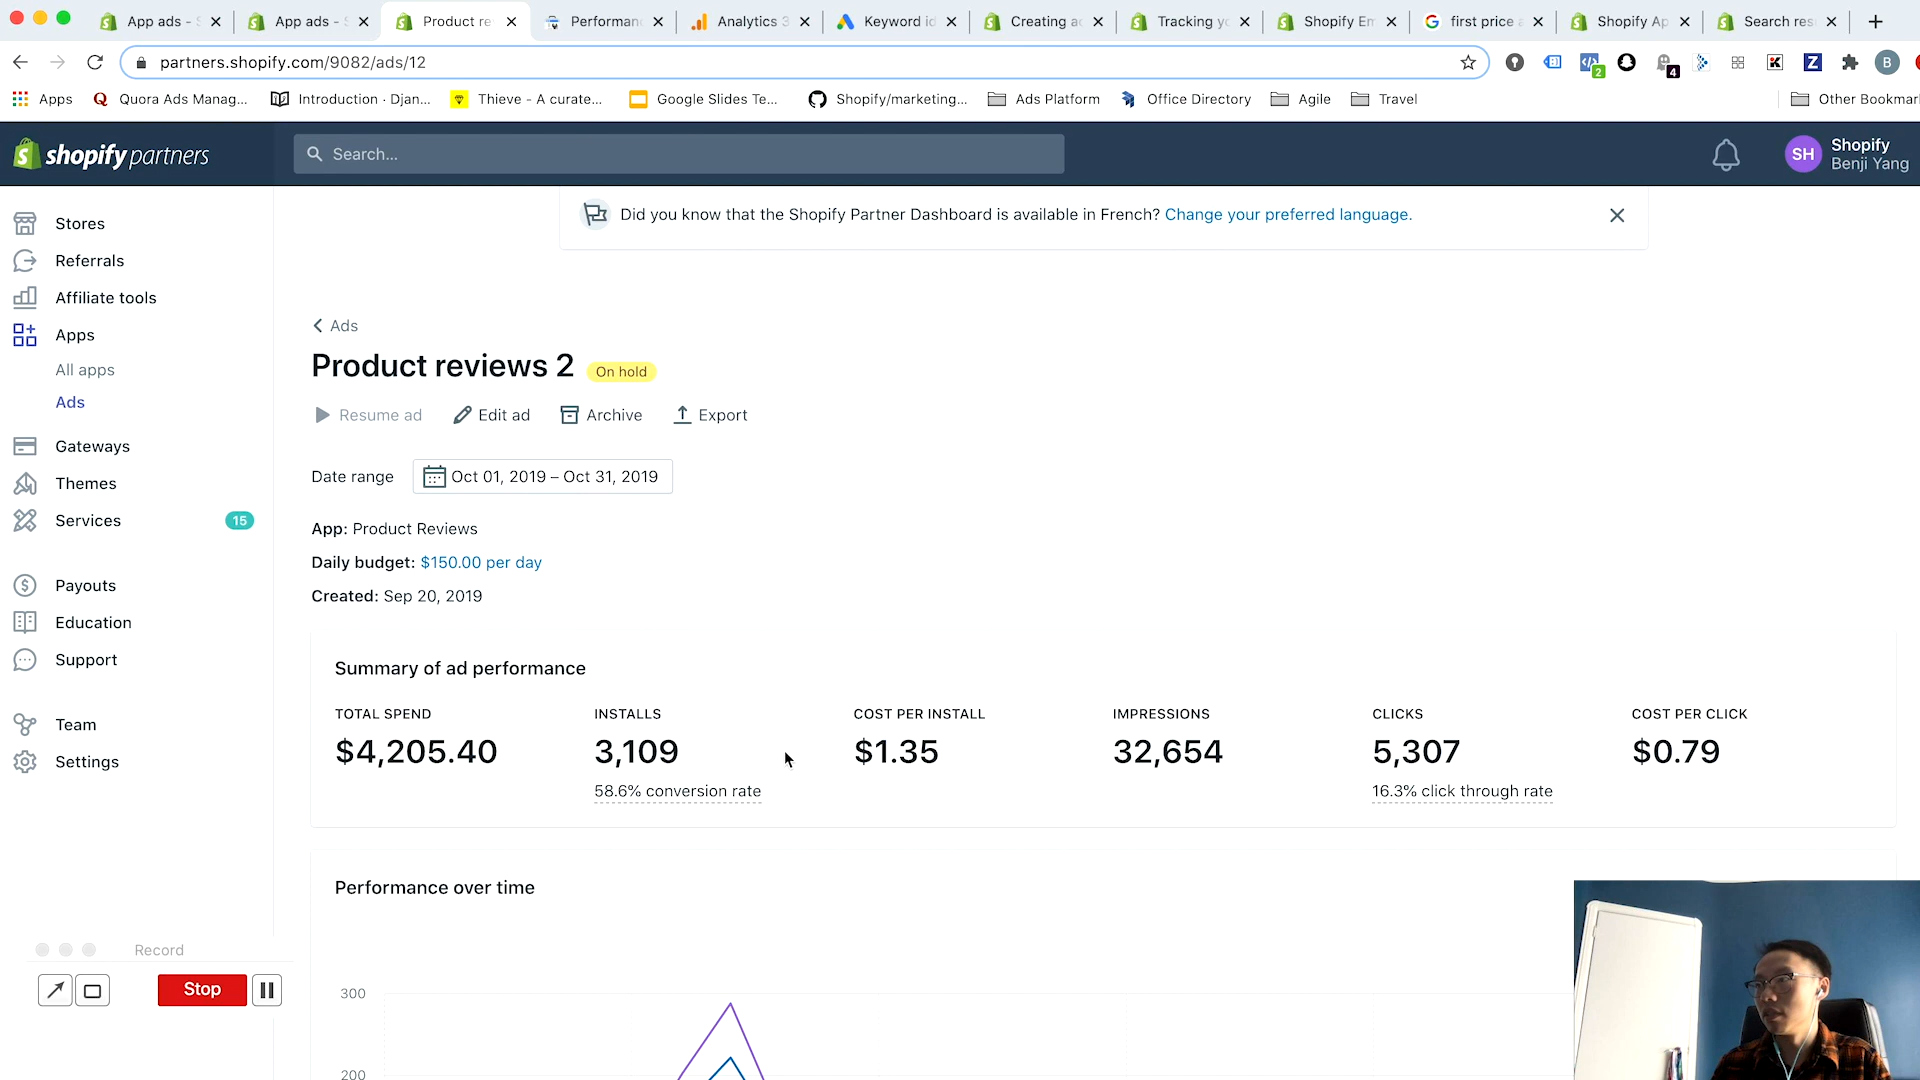 App ads - S
App ads - S
Product re
Performan
Analytics 3
Keyword id
Creating ac
Tracking yo
Shopify Em
first price a
Shopify Ap
Search res
partners.shopify.com/9082/ads/12
2
4
B
Apps
Quora Ads Manag...
Introduction · Djan...
Thieve - A curate...
Google Slides Te...
Shopify/marketing...
Ads Platform
Office Directory
Agile
Travel
Other Bookmar
shopify partners
Search...
SH
Shopify
Benji Yang
Did you know that the Shopify Partner Dashboard is available in French? Change your preferred language.
Stores
Referrals
Affiliate tools
Apps
All apps
Ads
Gateways
Themes
Services
15
Payouts
Education
Support
Team
Settings
Ads
Product reviews 2
On hold
Resume ad
Edit ad
Archive
Export
Date range
Oct 01, 2019 – Oct 31, 2019
App: Product Reviews
Daily budget: $150.00 per day
Created: Sep 20, 2019
Summary of ad performance
TOTAL SPEND
$4,205.40
INSTALLS
3,109
58.6% conversion rate
COST PER INSTALL
$1.35
IMPRESSIONS
32,654
CLICKS
5,307
16.3% click through rate
COST PER CLICK
$0.79
Performance over time
300
200
Record
Stop